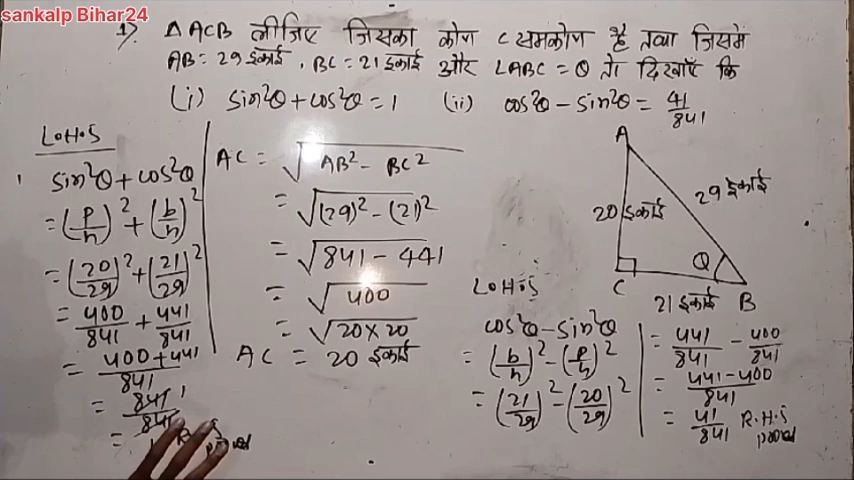 sankalp Bihar24
1). △ACB लीजिए जिसका कोण C समकोण है तथा जिसमें
AB = 29 इकाई, BC = 21 इकाई और ∠ABC = θ तो दिखाएँ कि
(i) sin²θ + cos²θ = 1 (ii) cos²θ - sin²θ = 41/841
L.H.S
sin²θ + cos²θ
= (p/h)² + (b/h)²
= (20/29)² + (21/29)²
= 400/841 + 441/841
= 400+441/841
= 841/841 1
= 1 R.H.S
proved
AC = √AB² - BC²
= √(29)² - (21)²
= √841 - 441
= √400
= √20×20
AC = 20 इकाई
A
20 इकाई
29 इकाई
θ
C
21 इकाई
B
L.H.S
cos²θ - sin²θ
= (b/h)² - (p/h)²
= (21/29)² - (20/29)²
= 441/841 - 400/841
= 441-400/841
= 41/841 R.H.S
proved